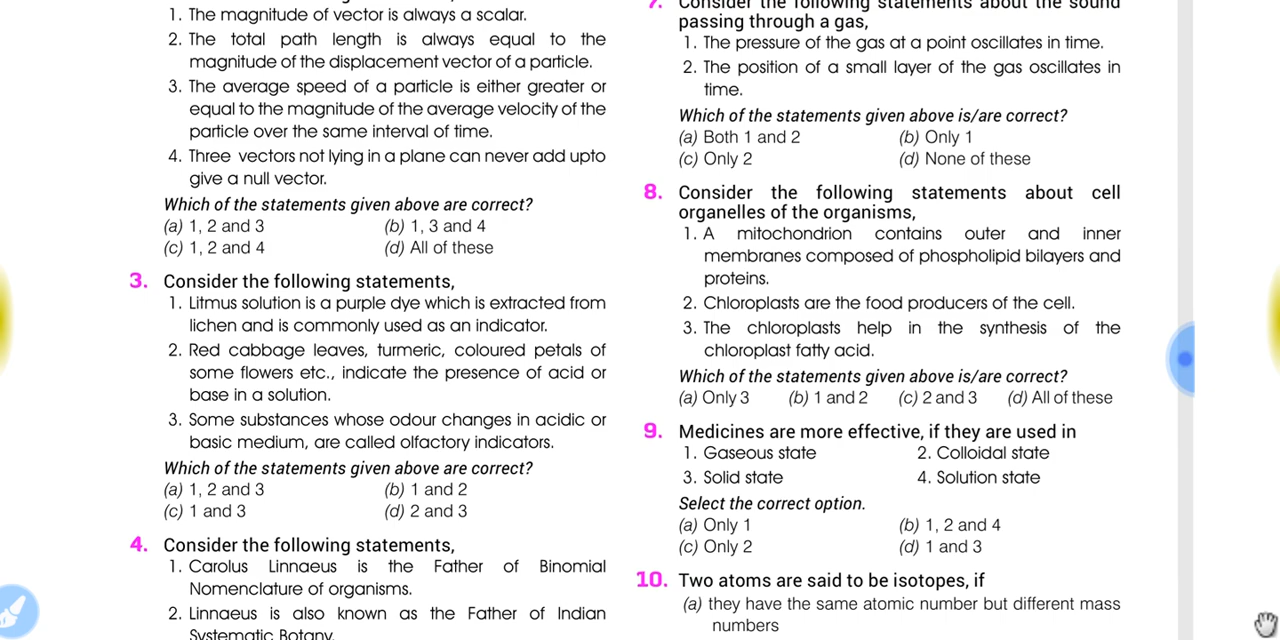 1. The magnitude of vector is always a scalar.
2. The total path length is always equal to the
magnitude of the displacement vector of a particle.
3. The average speed of a particle is either greater or
equal to the magnitude of the average velocity of the
particle over the same interval of time.
4. Three vectors not lying in a plane can never add upto
give a null vector.
Which of the statements given above are correct?
(a) 1, 2 and 3 (b) 1, 3 and 4
(c) 1, 2 and 4 (d) All of these
3. Consider the following statements,
1. Litmus solution is a purple dye which is extracted from
lichen and is commonly used as an indicator.
2. Red cabbage leaves, turmeric, coloured petals of
some flowers etc., indicate the presence of acid or
base in a solution.
3. Some substances whose odour changes in acidic or
basic medium, are called olfactory indicators.
Which of the statements given above are correct?
(a) 1, 2 and 3 (b) 1 and 2
(c) 1 and 3 (d) 2 and 3
4. Consider the following statements,
1. Carolus Linnaeus is the Father of Binomial
Nomenclature of organisms.
2. Linnaeus is also known as the Father of Indian
Systematic Botany.
7. Consider the following statements about the sound
passing through a gas,
1. The pressure of the gas at a point oscillates in time.
2. The position of a small layer of the gas oscillates in
time.
Which of the statements given above is/are correct?
(a) Both 1 and 2 (b) Only 1
(c) Only 2 (d) None of these
8. Consider the following statements about cell
organelles of the organisms,
1. A mitochondrion contains outer and inner
membranes composed of phospholipid bilayers and
proteins.
2. Chloroplasts are the food producers of the cell.
3. The chloroplasts help in the synthesis of the
chloroplast fatty acid.
Which of the statements given above is/are correct?
(a) Only 3 (b) 1 and 2 (c) 2 and 3 (d) All of these
9. Medicines are more effective, if they are used in
1. Gaseous state 2. Colloidal state
3. Solid state 4. Solution state
Select the correct option.
(a) Only 1 (b) 1, 2 and 4
(c) Only 2 (d) 1 and 3
10. Two atoms are said to be isotopes, if
(a) they have the same atomic number but different mass
numbers